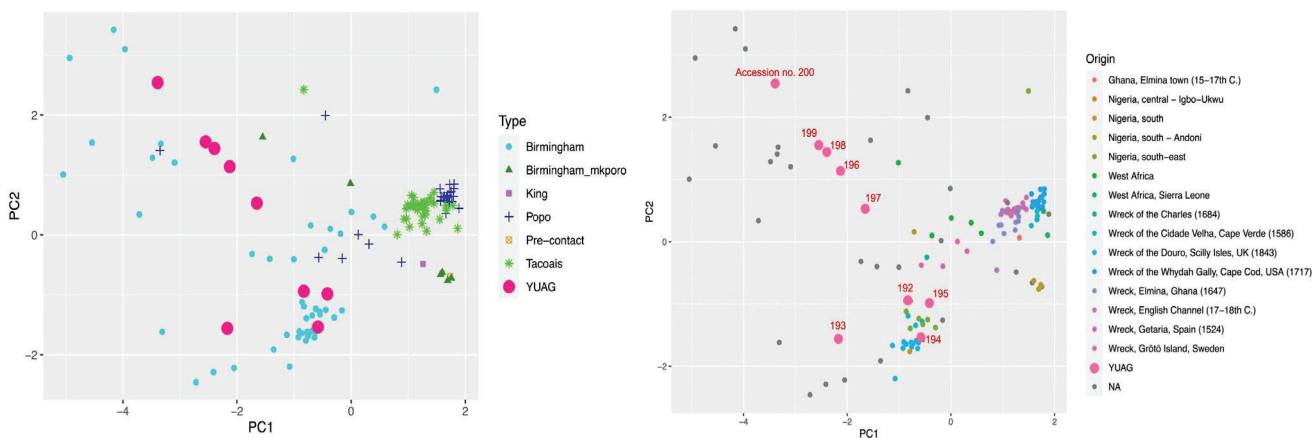 2
0
−2
PC2
−4
−2
0
2
PC1
Type
Birmingham
Birmingham_mkporo
King
Popo
Pre−contact
Tacoais
YUAG
2
0
−2
PC2
−4
−2
0
2
PC1
Accession no. 200
199
198
196
197
192
195
193
194
Origin
Ghana, Elmina town (15−17th C.)
Nigeria, central − Igbo-Ukwu
Nigeria, south
Nigeria, south − Andoni
Nigeria, south−east
West Africa
West Africa, Sierra Leone
Wreck of the Charles (1684)
Wreck of the Cidade Velha, Cape Verde (1586)
Wreck of the Douro, Scilly Isles, UK (1843)
Wreck of the Whydah Gally, Cape Cod, USA (1717)
Wreck, Elmina, Ghana (1647)
Wreck, English Channel (17−18th C.)
Wreck, Getaria, Spain (1524)
Wreck, Grötö Island, Sweden
YUAG
NA